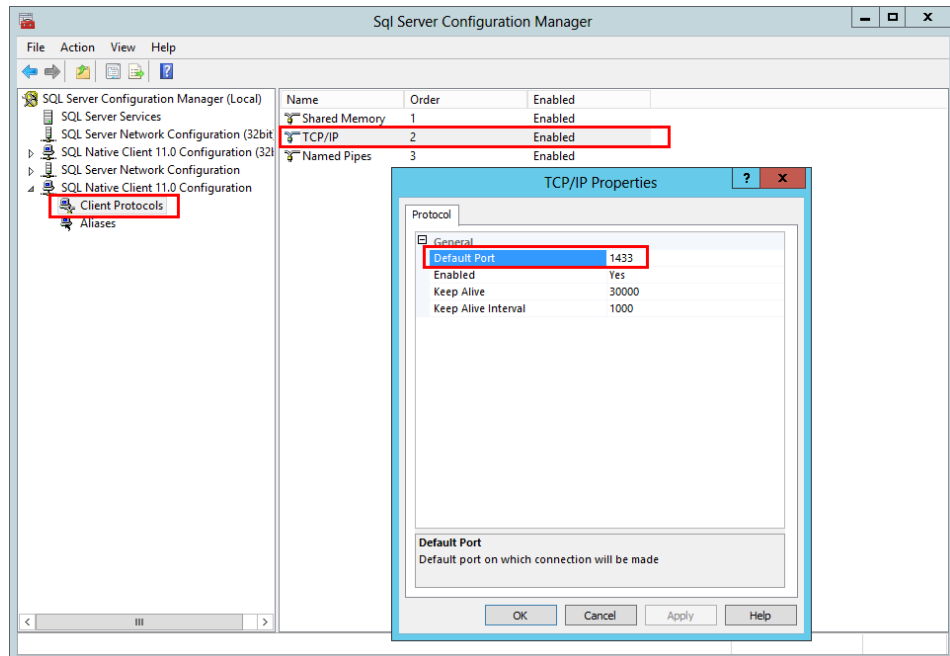 Sql Server Configuration Manager
File Action View Help
SQL Server Configuration Manager (Local)
SQL Server Services
SQL Server Network Configuration (32bit
SQL Native Client 11.0 Configuration (32b
SQL Server Network Configuration
SQL Native Client 11.0 Configuration
Client Protocols
Aliases
Name Order Enabled
Shared Memory 1 Enabled
TCP/IP 2 Enabled
Named Pipes 3 Enabled
TCP/IP Properties
Protocol
General
Default Port 1433
Enabled Yes
Keep Alive 30000
Keep Alive Interval 1000
Default Port
Default port on which connection will be made
OK Cancel Apply Help